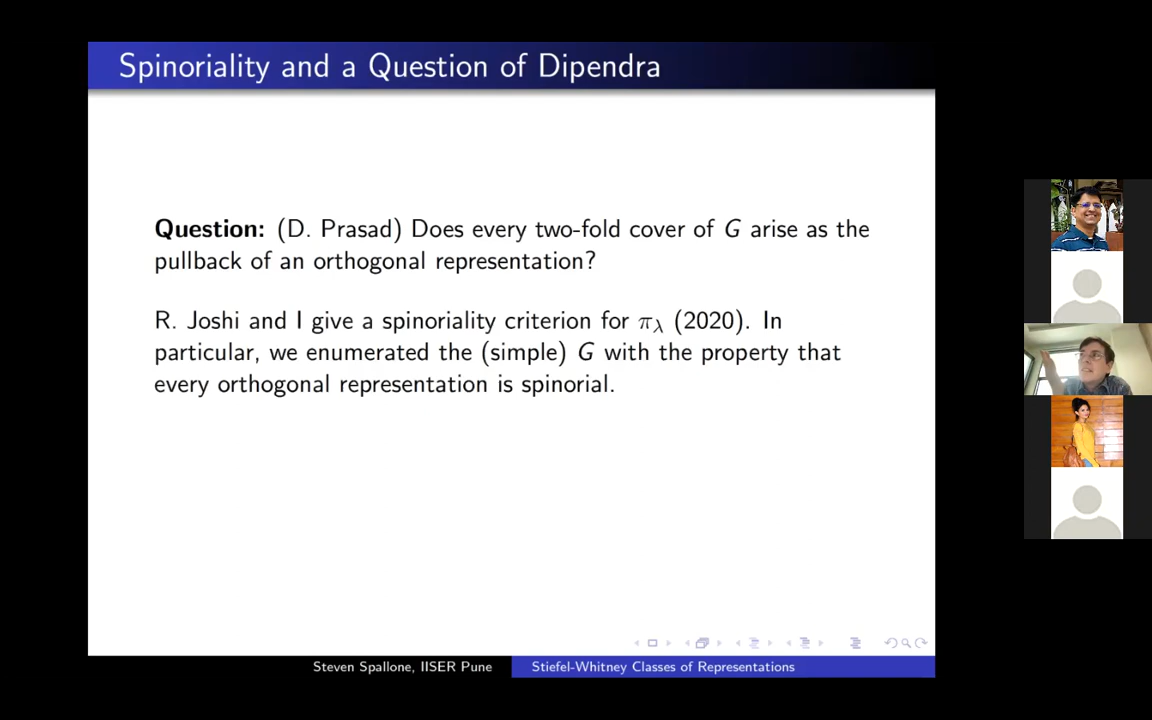 Spinoriality and a Question of Dipendra
Question: (D. Prasad) Does every two-fold cover of G arise as the
pullback of an orthogonal representation?
R. Joshi and I give a spinoriality criterion for πλ (2020). In
particular, we enumerated the (simple) G with the property that
every orthogonal representation is spinorial.
Steven Spallone, IISER Pune
Stiefel-Whitney Classes of Representations